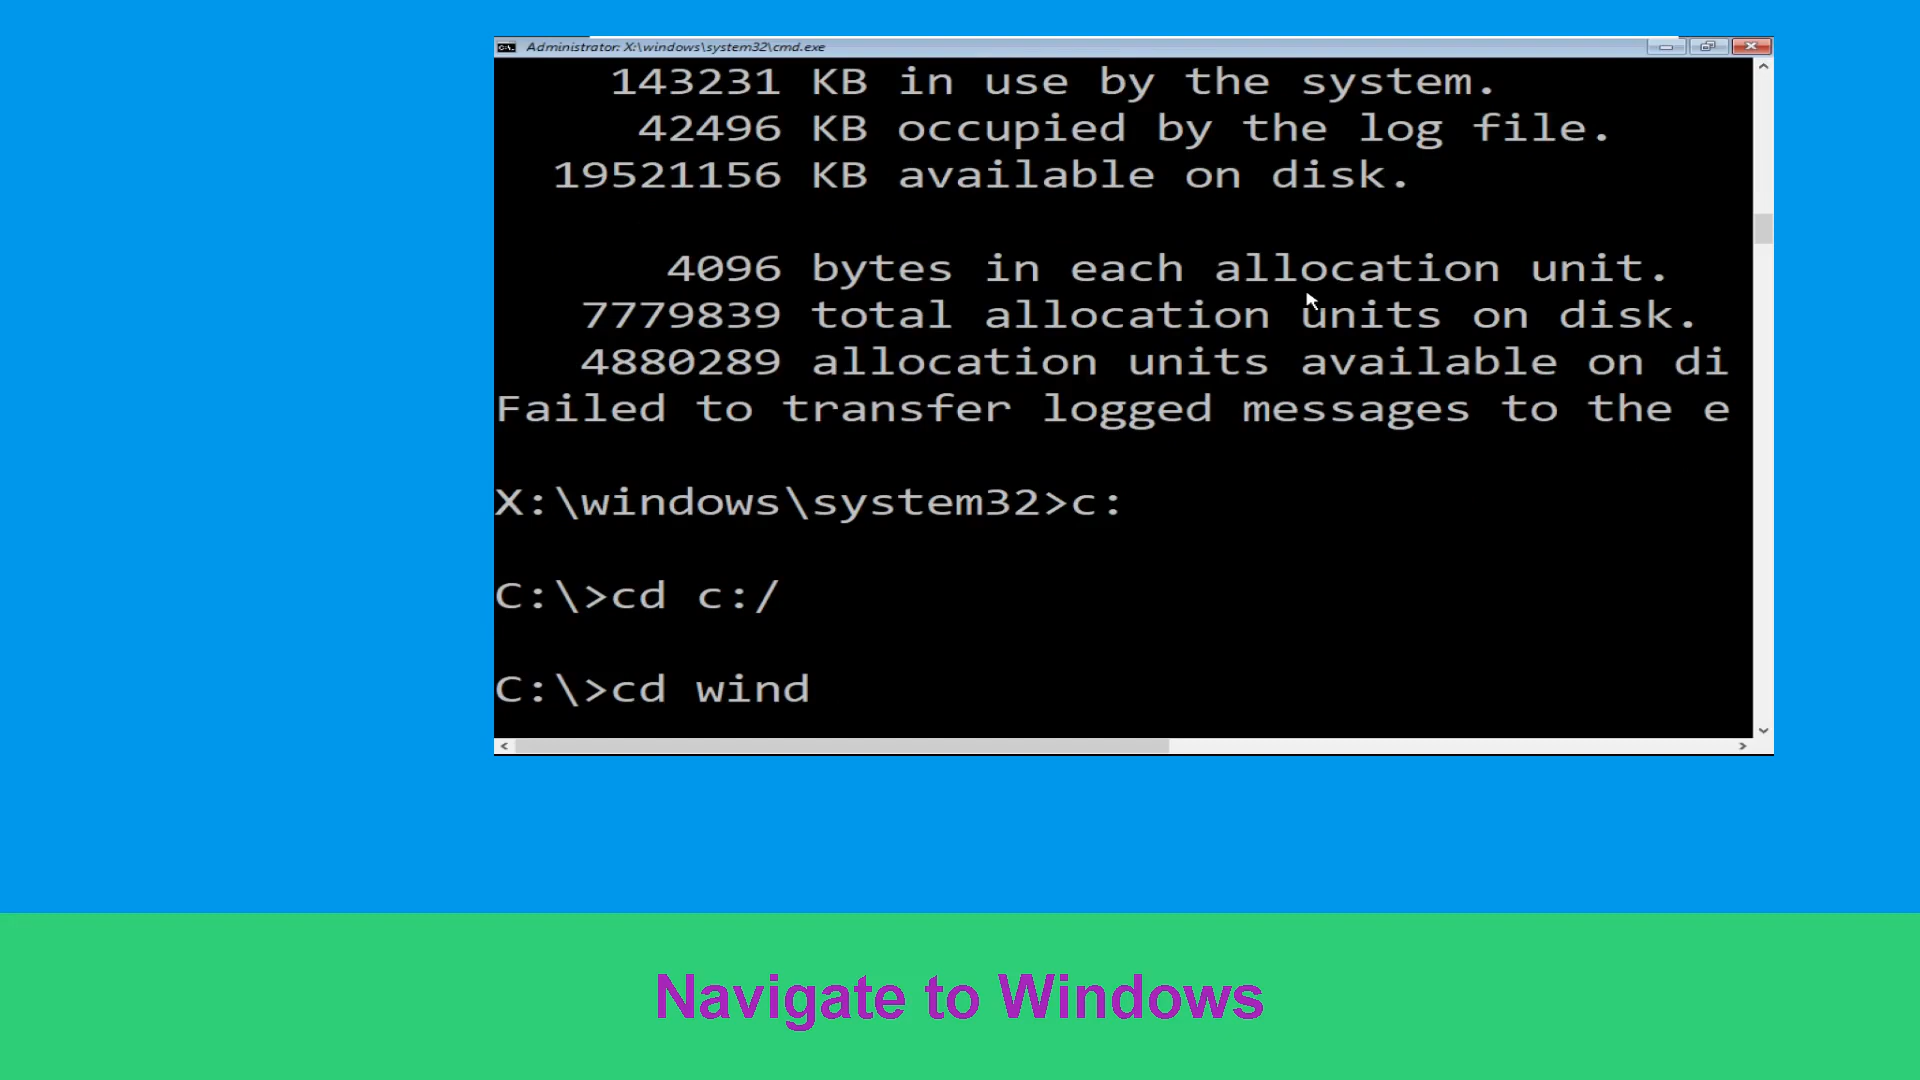 Administrator: X:\windows\system32\cmd.exe
143231 KB in use by the system.
42496 KB occupied by the log file.
19521156 KB available on disk.
4096 bytes in each allocation unit.
7779839 total allocation units on disk.
4880289 allocation units available on di
Failed to transfer logged messages to the e
X:\windows\system32>c:
C:\>cd c:/
C:\>cd wind
Navigate to Windows